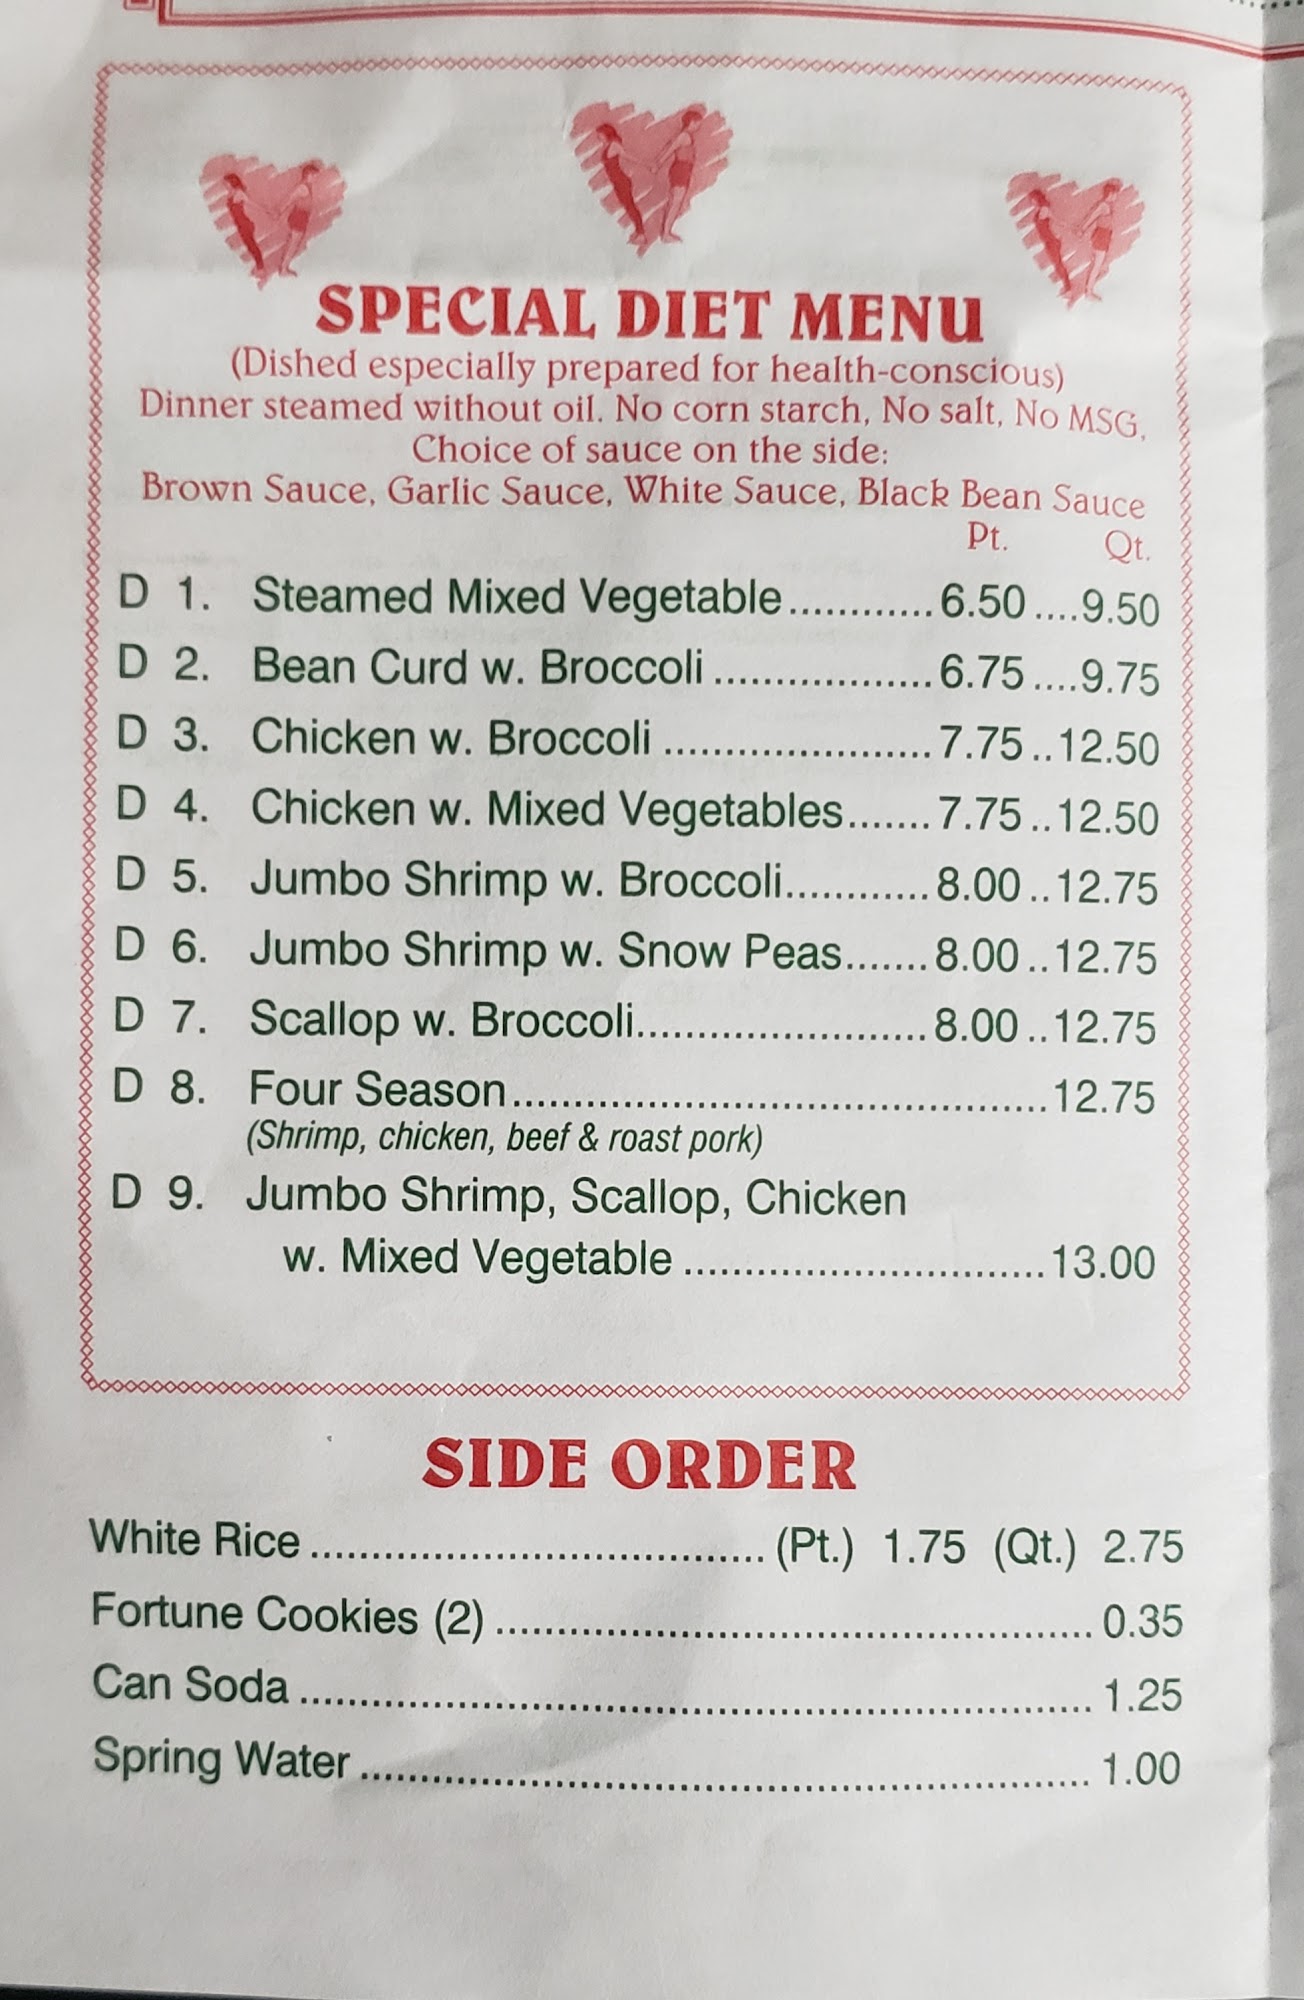 SPECIAL DIET MENU
(Dished especially prepared for health-conscious)
Dinner steamed without oil. No corn starch, No salt, No MSG,
Choice of sauce on the side:
Brown Sauce, Garlic Sauce, White Sauce, Black Bean Sauce
Pt. Qt.
D 1. Steamed Mixed Vegetable............6.50....9.50
D 2. Bean Curd w. Broccoli..................6.75....9.75
D 3. Chicken w. Broccoli......................7.75..12.50
D 4. Chicken w. Mixed Vegetables.......7.75..12.50
D 5. Jumbo Shrimp w. Broccoli............8.00..12.75
D 6. Jumbo Shrimp w. Snow Peas.......8.00..12.75
D 7. Scallop w. Broccoli........................8.00..12.75
D 8. Four Season............................................12.75
(Shrimp, chicken, beef & roast pork)
D 9. Jumbo Shrimp, Scallop, Chicken
w. Mixed Vegetable..............................13.00
SIDE ORDER
White Rice.....................................(Pt.) 1.75 (Qt.) 2.75
Fortune Cookies (2).................................................0.35
Can Soda.................................................................1.25
Spring Water............................................................1.00